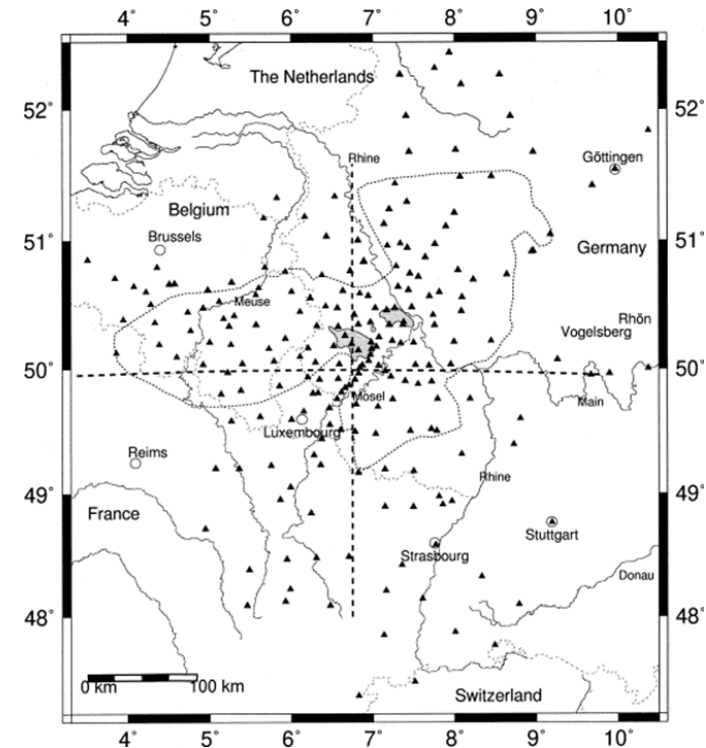 4° 5° 6° 7° 8° 9° 10°
The Netherlands
52° 52°
Rhine
Göttingen
Belgium
Brussels
51° 51°
Germany
Meuse
Rhön
Vogelsberg
50° 50°
Mosel
Main
Luxembourg
Reims
Rhine
49° 49°
France
Stuttgart
Strasbourg
Donau
48° 48°
0 km 100 km
Switzerland
4° 5° 6° 7° 8° 9° 10°